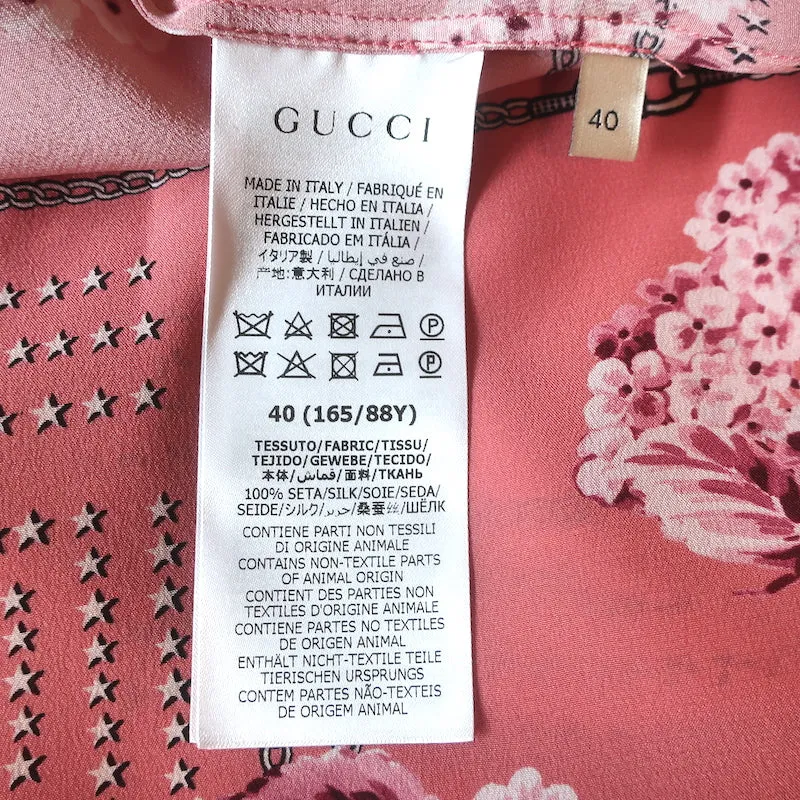 GUCCI
40
MADE IN ITALY / FABRIQUÉ EN
ITALIE / HECHO EN ITALIA /
HERGESTELLT IN ITALIEN /
FABRICADO EM ITÁLIA /
イタリア製 / صنع في إيطاليا /
产地:意大利 / СДЕЛАНО В
ИТАЛИИ
P
P
40 (165/88Y)
TESSUTO/FABRIC/TISSU/
TEJIDO/GEWEBE/TECIDO/
本体/قماش/面料/ТКАНЬ
100% SETA/SILK/SOIE/SEDA/
SEIDE/シルク/حرير/桑蚕丝/ШЁЛК
CONTIENE PARTI NON TESSILI
DI ORIGINE ANIMALE
CONTAINS NON-TEXTILE PARTS
OF ANIMAL ORIGIN
CONTIENT DES PARTIES NON
TEXTILES D'ORIGINE ANIMALE
CONTIENE PARTES NO TEXTILES
DE ORIGEN ANIMAL
ENTHÄLT NICHT-TEXTILE TEILE
TIERISCHEN URSPRUNGS
CONTEM PARTES NÃO-TEXTEIS
DE ORIGEM ANIMAL